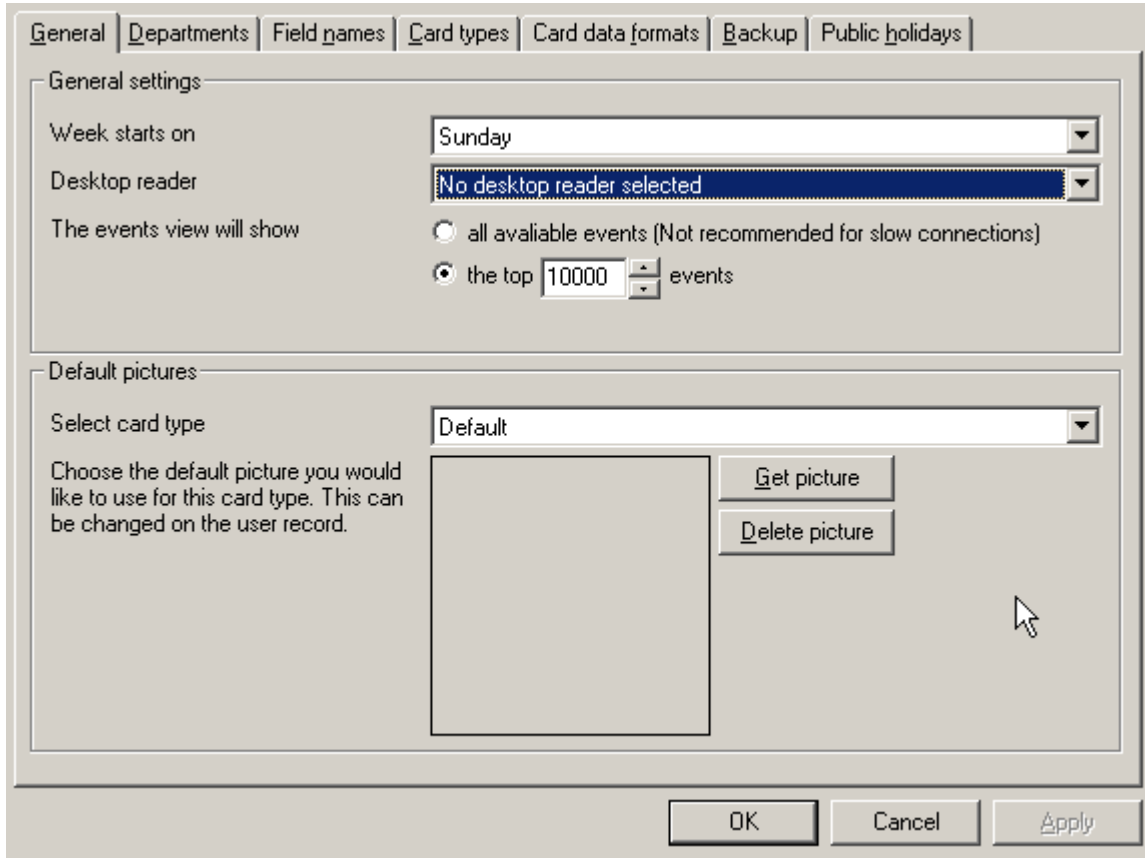 General Departments Field names Card types Card data formats Backup Public holidays
General settings
Week starts on Sunday
Desktop reader No desktop reader selected
The events view will show all avaliable events (Not recommended for slow connections)
the top 10000 events
Default pictures
Select card type Default
Choose the default picture you would
like to use for this card type. This can
be changed on the user record.
Get picture
Delete picture
OK Cancel Apply